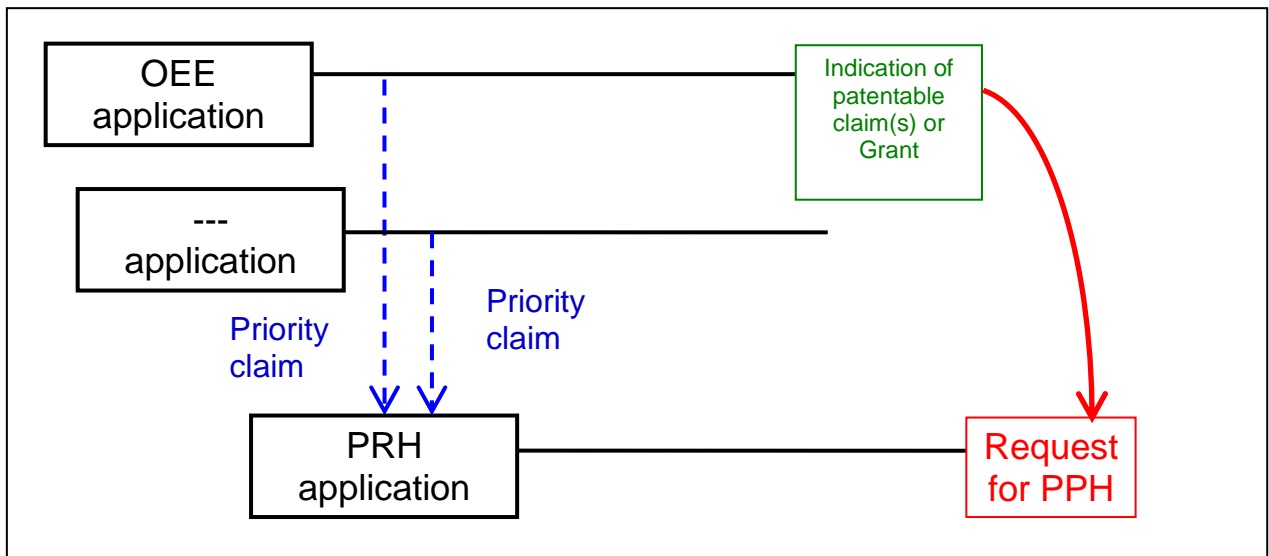 OEE
application
Indication of
patentable
claim(s) or
Grant
---
application
Priority
claim
Priority
claim
PRH
application
Request
for PPH